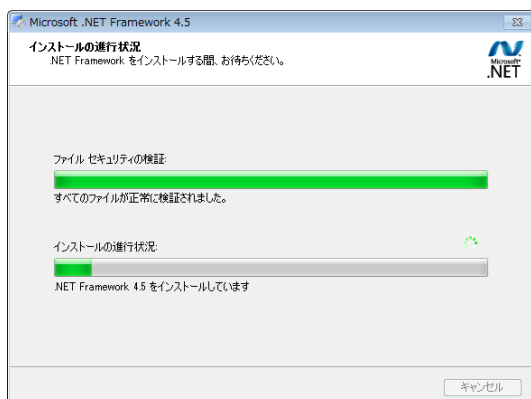 Microsoft .NET Framework 4.5
インストールの進行状況
.NET Framework をインストールする間、お待ちください。
Microsoft®
.NET
ファイル セキュリティの検証:
すべてのファイルが正常に検証されました。
インストールの進行状況:
.NET Framework 4.5 をインストールしています
キャンセル